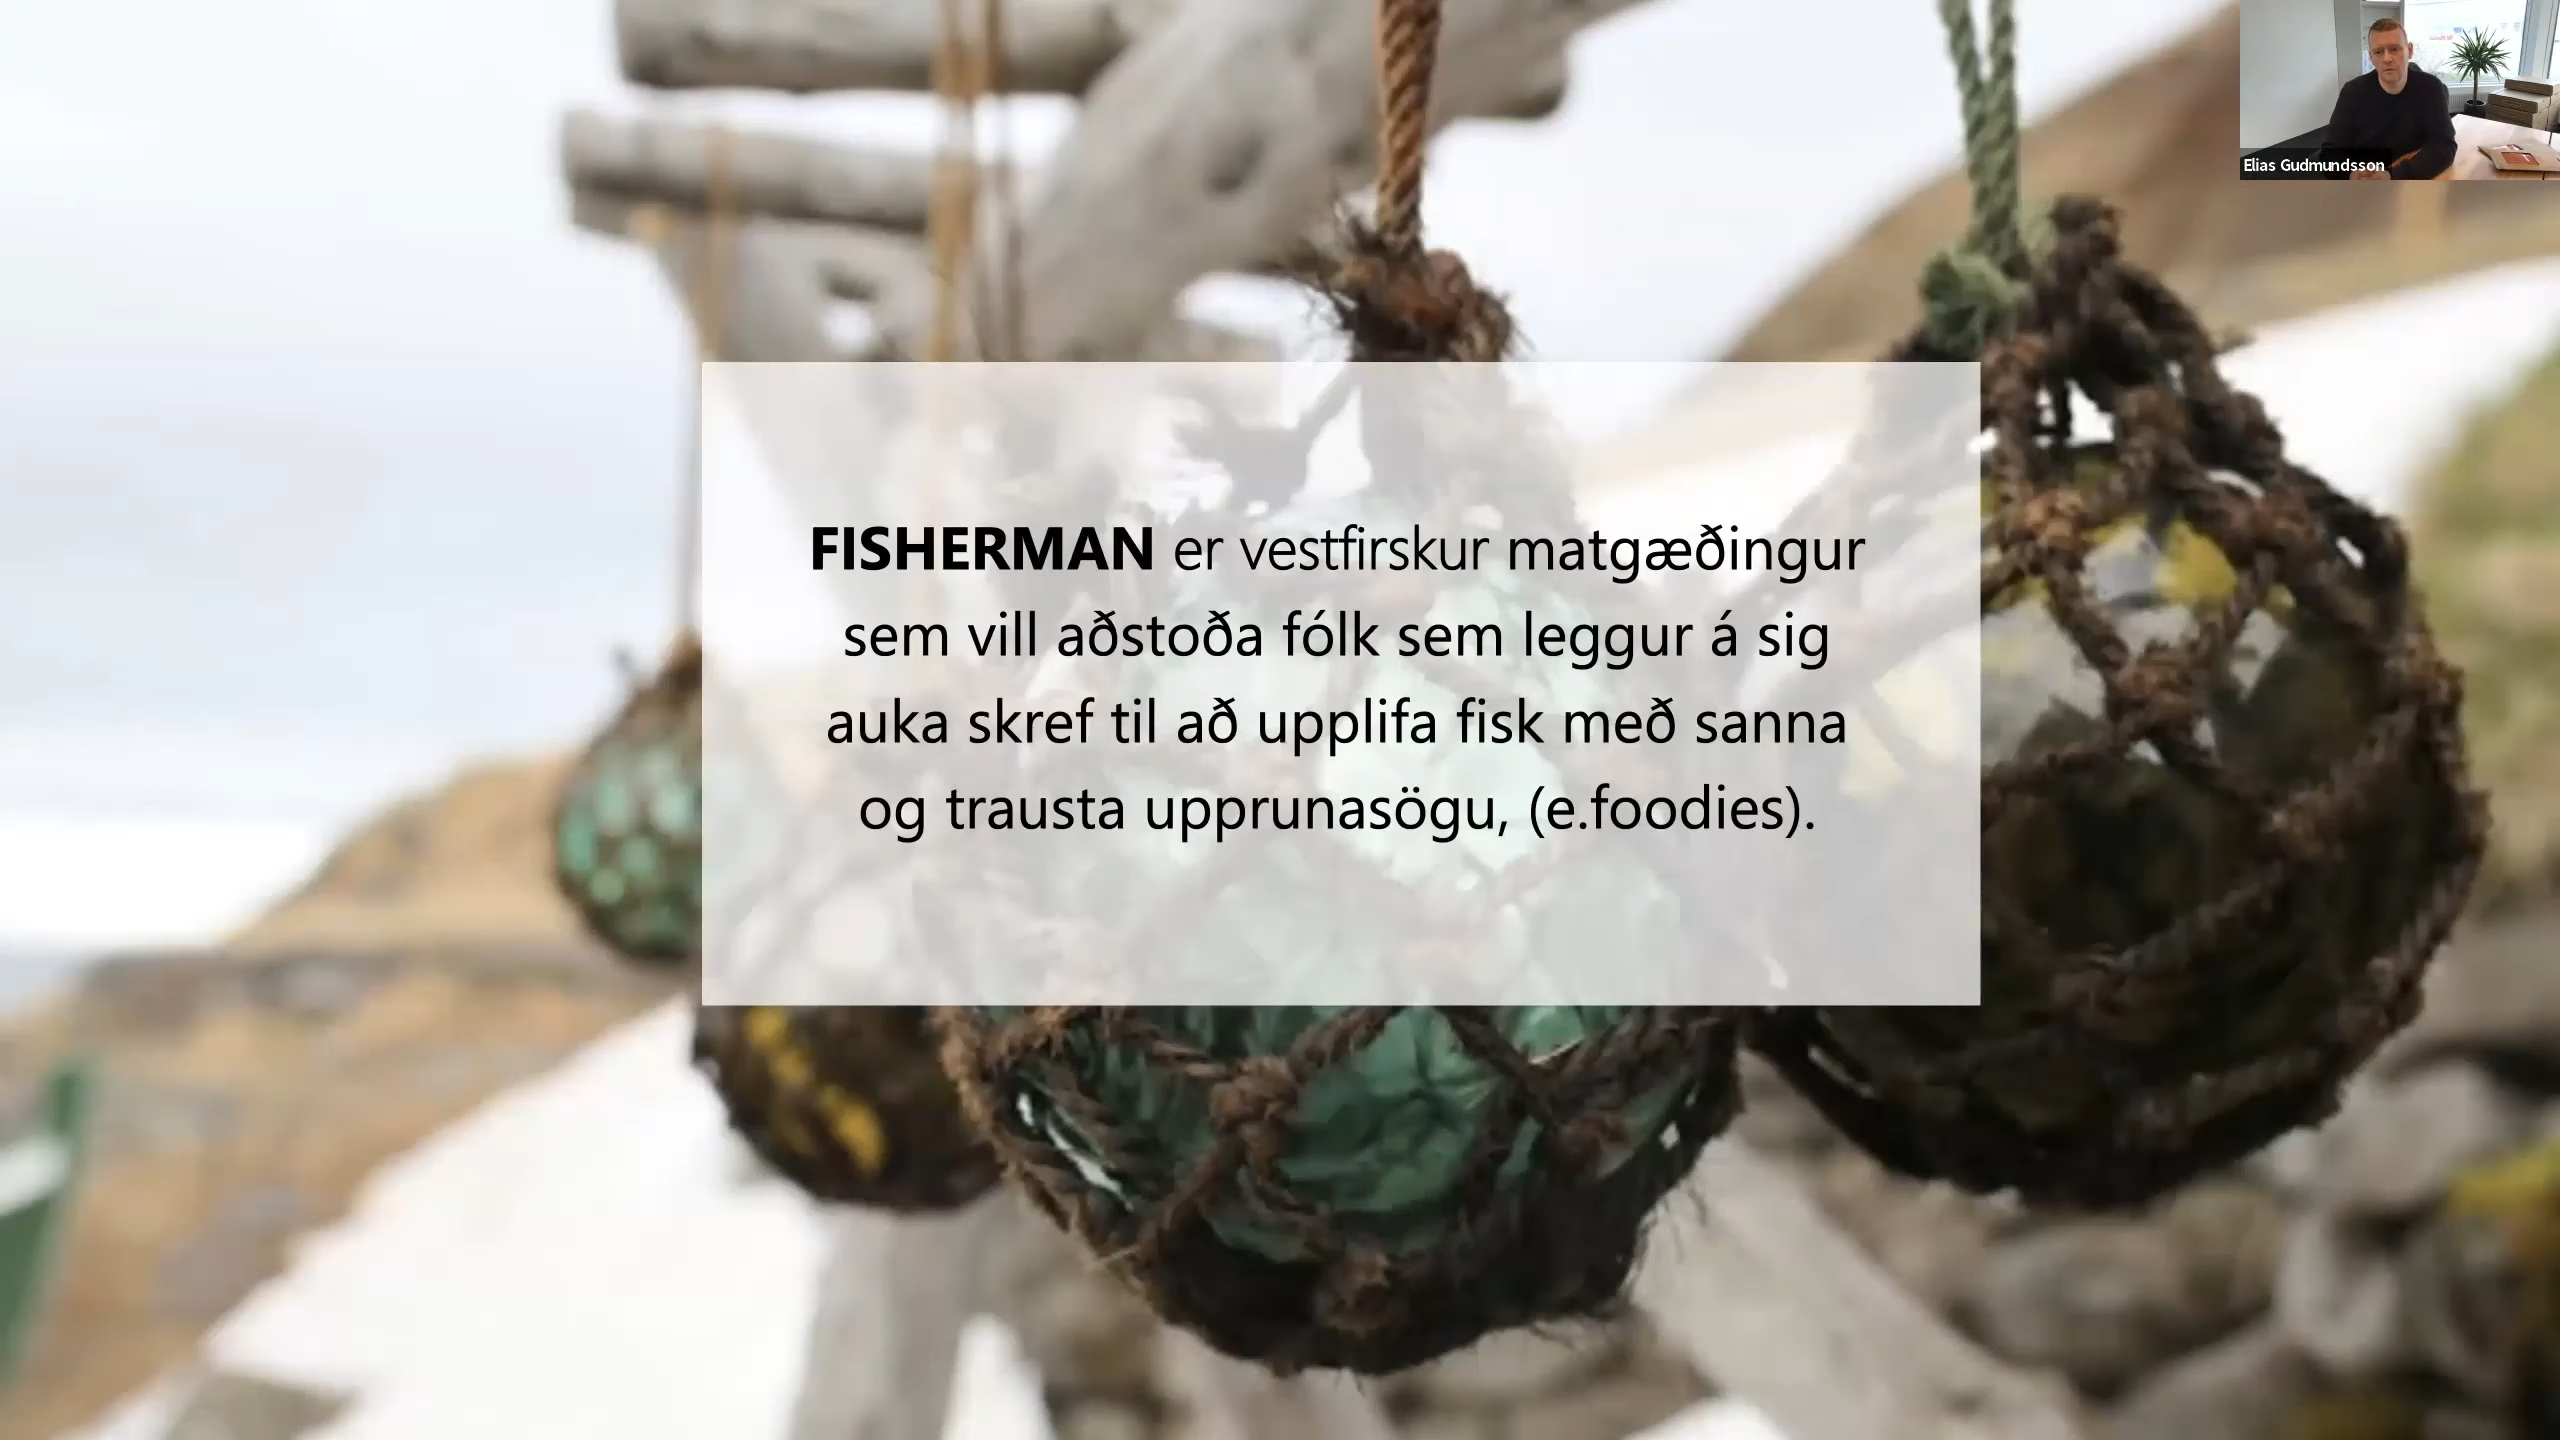 Elias Gudmundsson
FISHERMAN er vestfirskur matgæðingur
sem vill aðstoða fólk sem leggur á sig
auka skref til að upplifa fisk með sanna
og trausta upprunasögu, (e.foodies).